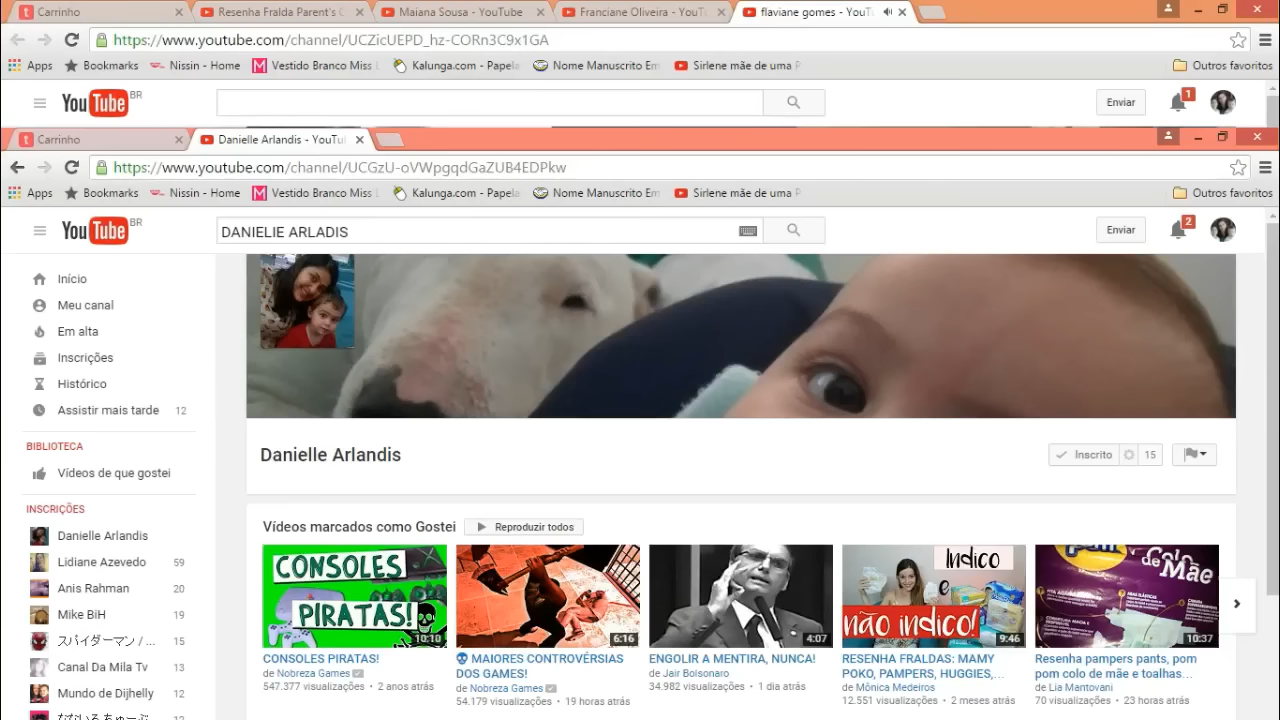 Carrinho
Resenha Fralda Parent's C
Maiana Sousa - YouTube
Franciane Oliveira - YouT
flaviane gomes - YouT
https://www.youtube.com/channel/UCZicUEPD_hz-CORn3C9x1GA
Apps
Bookmarks
Nissin - Home
Vestido Branco Miss
Kalunga.com - Papela
Nome Manuscrito Em
Sirlene mãe de uma P
Outros favoritos
YouTube BR
Enviar
1
Carrinho
Danielle Arlandis - YouTu
https://www.youtube.com/channel/UCGzU-oVWpgqdGaZUB4EDPkw
Apps
Bookmarks
Nissin - Home
Vestido Branco Miss
Kalunga.com - Papela
Nome Manuscrito Em
Sirlene mãe de uma P
Outros favoritos
YouTube BR
DANIELIE ARLADIS
Enviar
2
Início
Meu canal
Em alta
Inscrições
Histórico
Assistir mais tarde 12
BIBLIOTECA
Vídeos de que gostei
INSCRIÇÕES
Danielle Arlandis
Lidiane Azevedo 59
Anis Rahman 20
Mike BiH 19
スパイダーマン / ... 15
Canal Da Mila Tv 13
Mundo de Dijhelly 12
Danielle Arlandis
Inscrito 15
Vídeos marcados como Gostei
Reproduzir todos
CONSOLES
PIRATAS!
10:10
CONSOLES PIRATAS!
de Nobreza Games
547.377 visualizações • 2 anos atrás
6:16
MAIORES CONTROVÉRSIAS
DOS GAMES!
de Nobreza Games
54.179 visualizações • 19 horas atrás
4:07
ENGOLIR A MENTIRA, NUNCA!
de Jair Bolsonaro
34.982 visualizações • 1 dia atrás
Indico
e
não indico!
9:46
RESENHA FRALDAS: MAMY
POKO, PAMPERS, HUGGIES,...
de Mônica Medeiros
12.551 visualizações • 2 meses atrás
pom
Colo
de Mãe
10:37
Resenha pampers pants, pom
pom colo de mãe e toalhas...
de Lia Mantovani
70 visualizações • 23 horas atrás